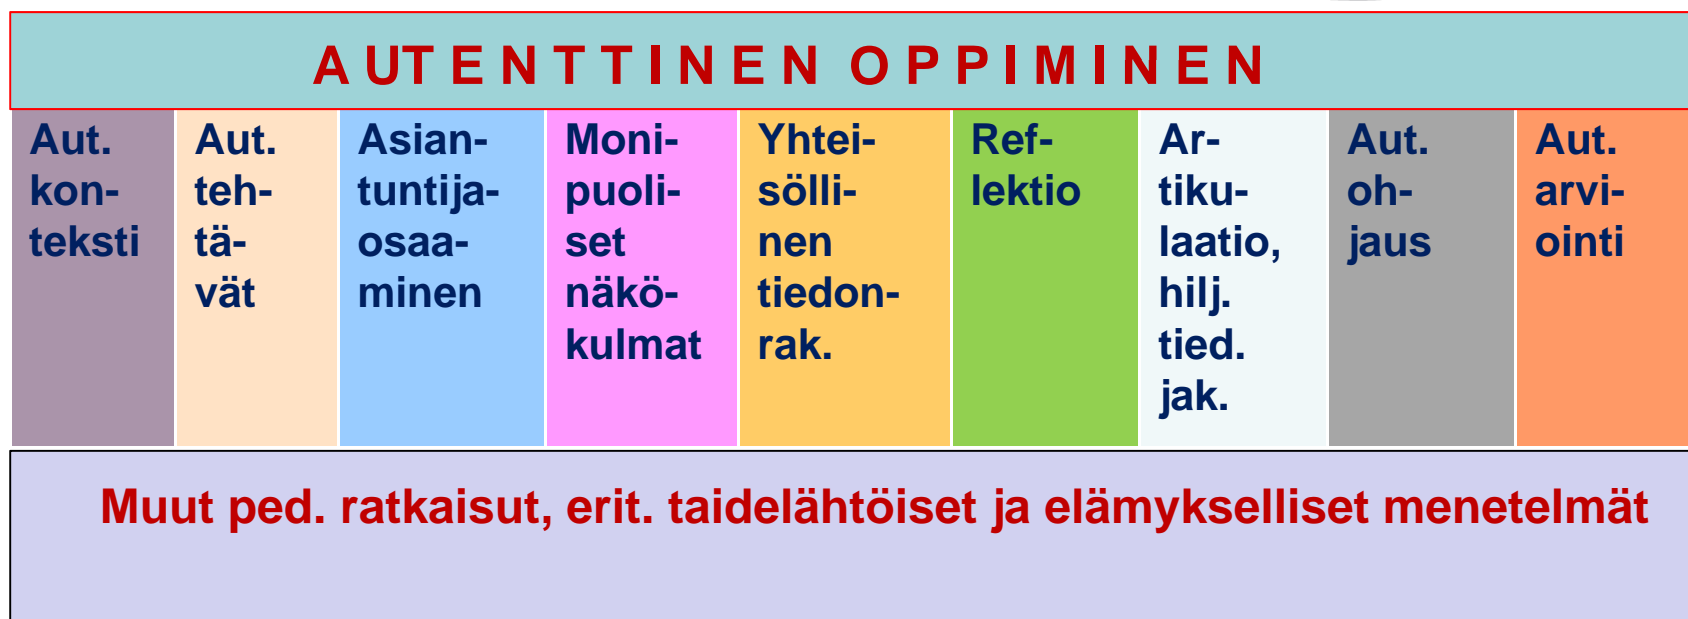 AUTENTTINEN OPPIMINEN
Aut.
kon-
teksti
Aut.
teh-
tä-
vät
Asian-
tuntija-
osaa-
minen
Moni-
puoli-
set
näkö-
kulmat
Yhtei-
sölli-
nen
tiedon-
rak.
Ref-
lektio
Ar-
tiku-
laatio,
hilj.
tied.
jak.
Aut.
oh-
jaus
Aut.
arvi-
ointi
Muut ped. ratkaisut, erit. taidelähtöiset ja elämykselliset menetelmät